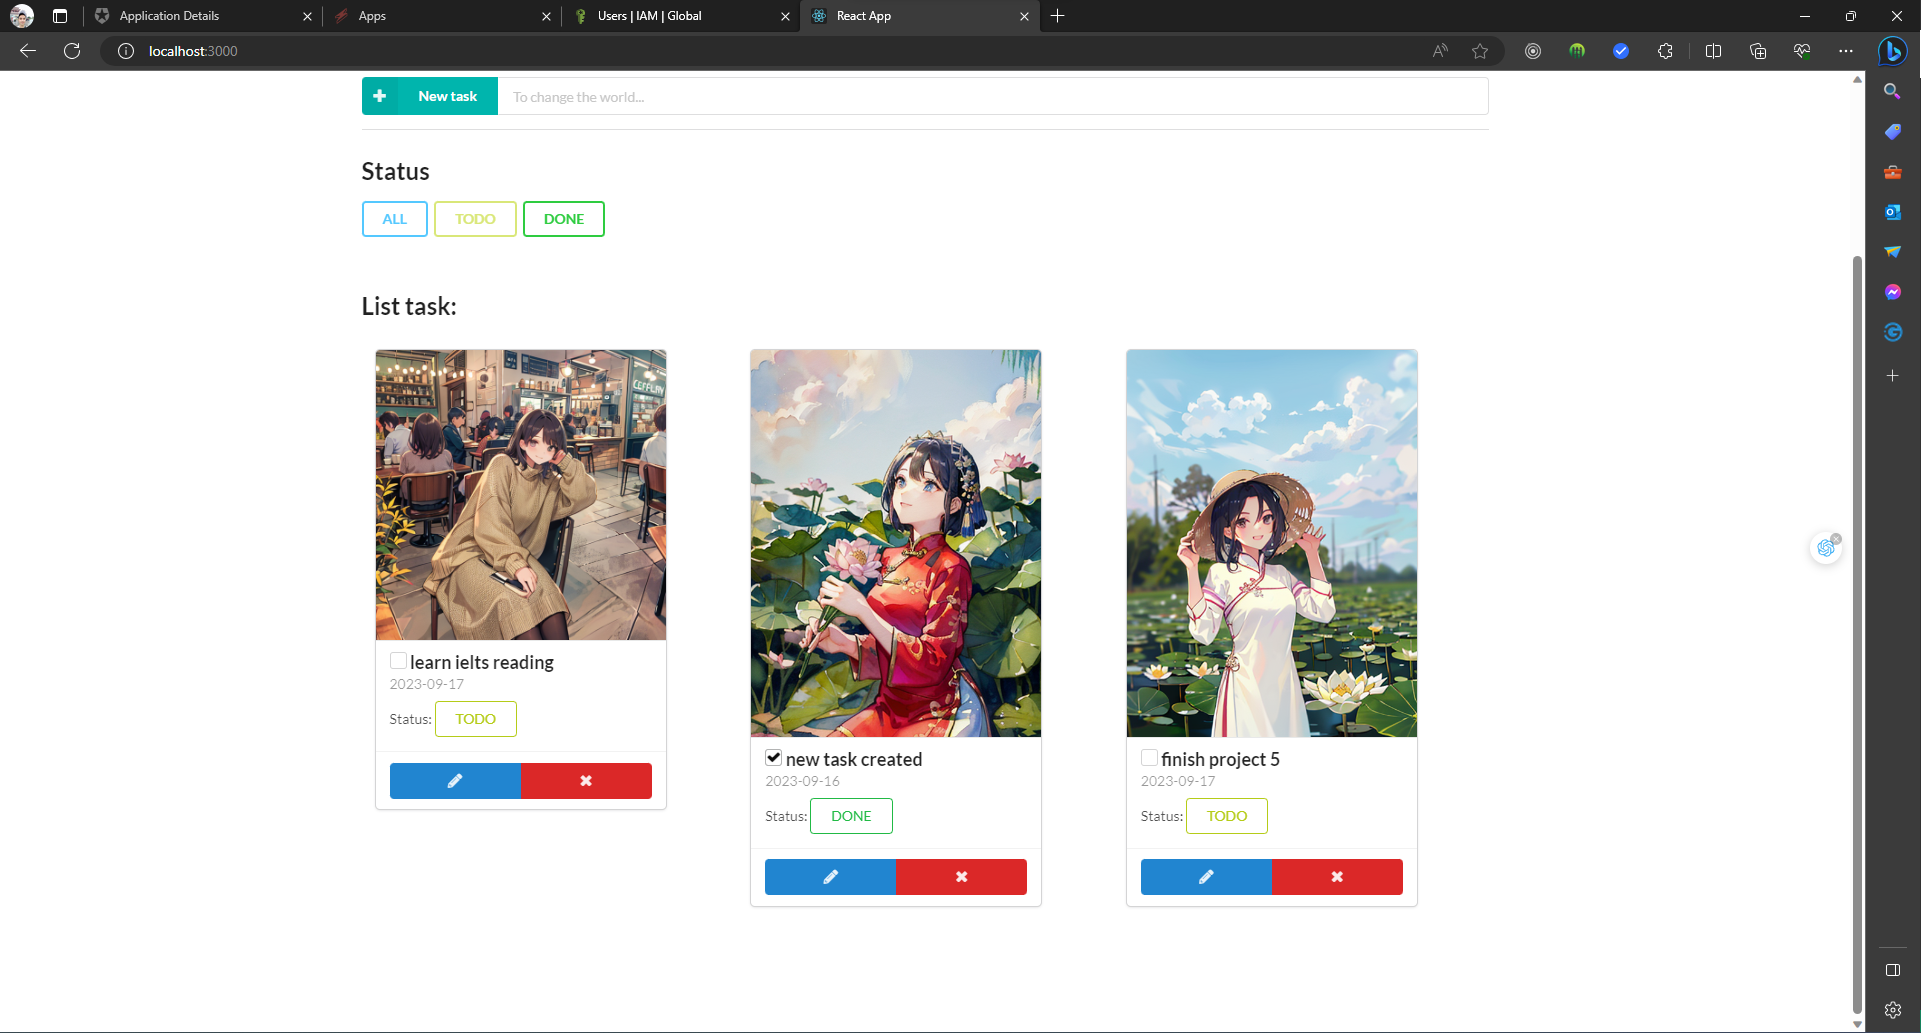 Application Details
Apps
Users | IAM | Global
React App
localhost:3000
New task
To change the world...
Status
ALL
TODO
DONE
List task:
learn ielts reading
2023-09-17
Status: TODO
new task created
2023-09-16
Status: DONE
finish project 5
2023-09-17
Status: TODO